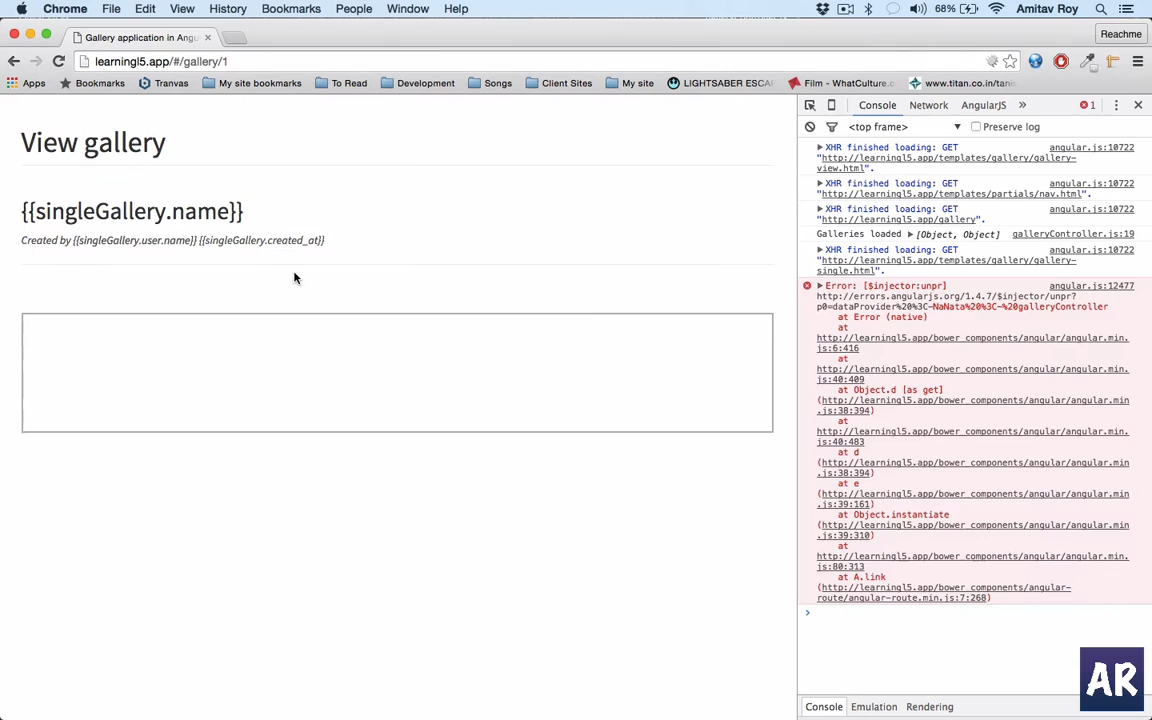 Chrome File Edit View History Bookmarks People Window Help 68% Amitav Roy
Gallery application in Angu Reachme
learningl5.app/#/gallery/1
Apps Bookmarks Tranvas My site bookmarks To Read Development Songs Client Sites My site LIGHTSABER ESCAP Film - WhatCulture.c www.titan.co.in/tanis
Console Network AngularJS » 1
<top frame> Preserve log
View gallery
{{singleGallery.name}}
Created by {{singleGallery.user.name}} {{singleGallery.created_at}}
XHR finished loading: GET angular.js:10722
"http://learningl5.app/templates/gallery/gallery-
view.html".
XHR finished loading: GET angular.js:10722
"http://learningl5.app/templates/partials/nav.html".
XHR finished loading: GET angular.js:10722
"http://learningl5.app/gallery".
Galleries loaded [Object, Object] galleryController.js:19
XHR finished loading: GET angular.js:10722
"http://learningl5.app/templates/gallery/gallery-
single.html".
Error: [$injector:unpr] angular.js:12477
http://errors.angularjs.org/1.4.7/$injector/unpr?
p0=dataProvider%20%3C-NaNata%20%3C-%20galleryController
at Error (native)
at
http://learningl5.app/bower_components/angular/angular.min.
js:6:416
at
http://learningl5.app/bower_components/angular/angular.min.
js:40:409
at Object.d [as get]
(http://learningl5.app/bower_components/angular/angular.min
.js:38:394)
at
http://learningl5.app/bower_components/angular/angular.min.
js:40:483
at d
(http://learningl5.app/bower_components/angular/angular.min
.js:38:394)
at e
(http://learningl5.app/bower_components/angular/angular.min
.js:39:161)
at Object.instantiate
(http://learningl5.app/bower_components/angular/angular.min
.js:39:310)
at
http://learningl5.app/bower_components/angular/angular.min.
js:80:313
at A.link
(http://learningl5.app/bower_components/angular-
route/angular-route.min.js:7:268)
AR
Console Emulation Rendering